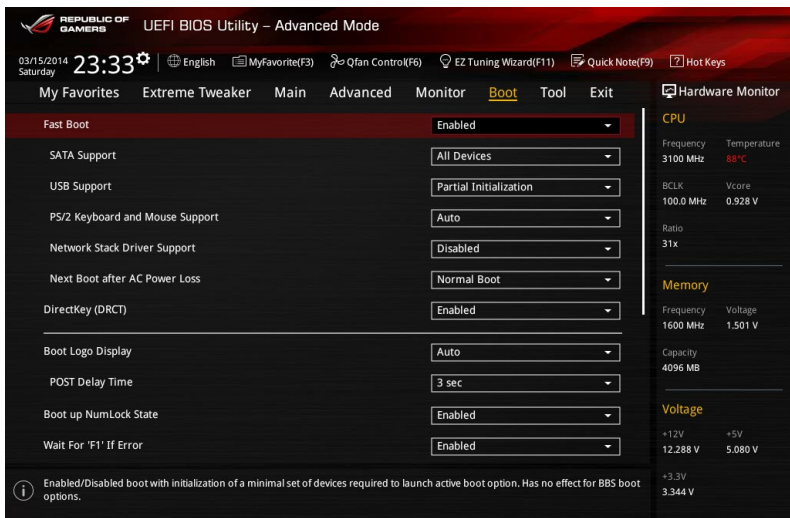 REPUBLIC OF
GAMERS
UEFI BIOS Utility – Advanced Mode
03/15/2014
Saturday
23:33
English
MyFavorite(F3)
Qfan Control(F6)
EZ Tuning Wizard(F11)
Quick Note(F9)
? Hot Keys
My Favorites Extreme Tweaker Main Advanced Monitor Boot Tool Exit
Fast Boot Enabled
SATA Support All Devices
USB Support Partial Initialization
PS/2 Keyboard and Mouse Support Auto
Network Stack Driver Support Disabled
Next Boot after AC Power Loss Normal Boot
DirectKey (DRCT) Enabled
Boot Logo Display Auto
POST Delay Time 3 sec
Boot up NumLock State Enabled
Wait For 'F1' If Error Enabled
i
Enabled/Disabled boot with initialization of a minimal set of devices required to launch active boot option. Has no effect for BBS boot
options.
Hardware Monitor
CPU
Frequency Temperature
3100 MHz 88°C
BCLK Vcore
100.0 MHz 0.928 V
Ratio
31x
Memory
Frequency Voltage
1600 MHz 1.501 V
Capacity
4096 MB
Voltage
+12V +5V
12.288 V 5.080 V
+3.3V
3.344 V